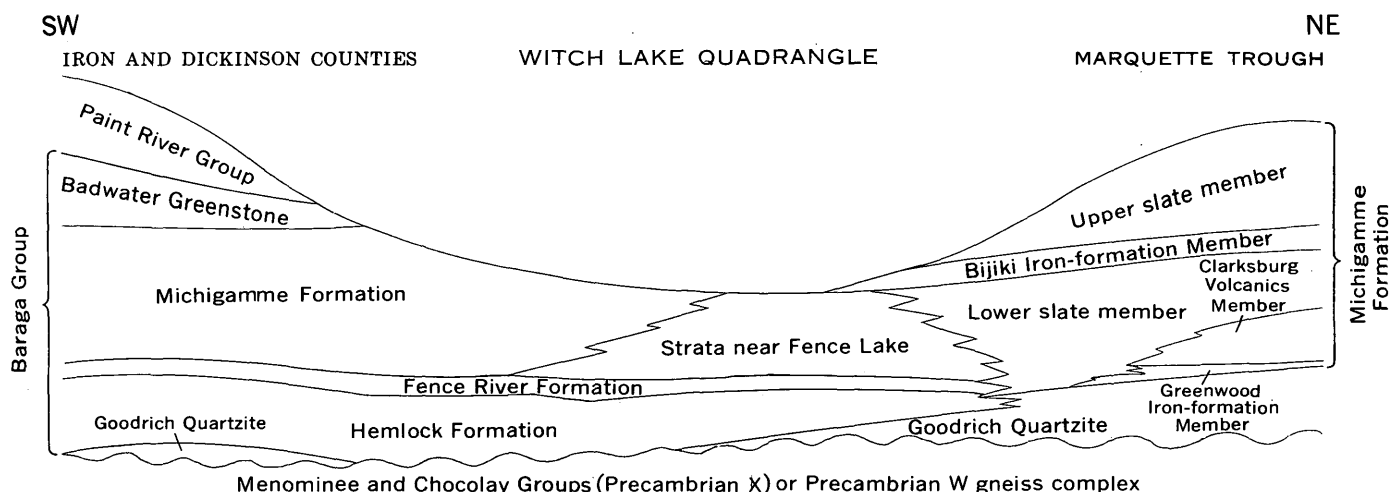 SW
NE
IRON AND DICKINSON COUNTIES
WITCH LAKE QUADRANGLE
MARQUETTE TROUGH
Paint River Group
Badwater Greenstone
Baraga Group
Michigamme Formation
Strata near Fence Lake
Fence River Formation
Goodrich Quartzite
Hemlock Formation
Goodrich Quartzite
Upper slate member
Bijiki Iron-formation Member
Clarksburg
Volcanics
Member
Lower slate member
Greenwood
Iron-formation
Member
Michigamme
Formation
Menominee and Chocolay Groups (Precambrian X) or Precambrian W gneiss complex